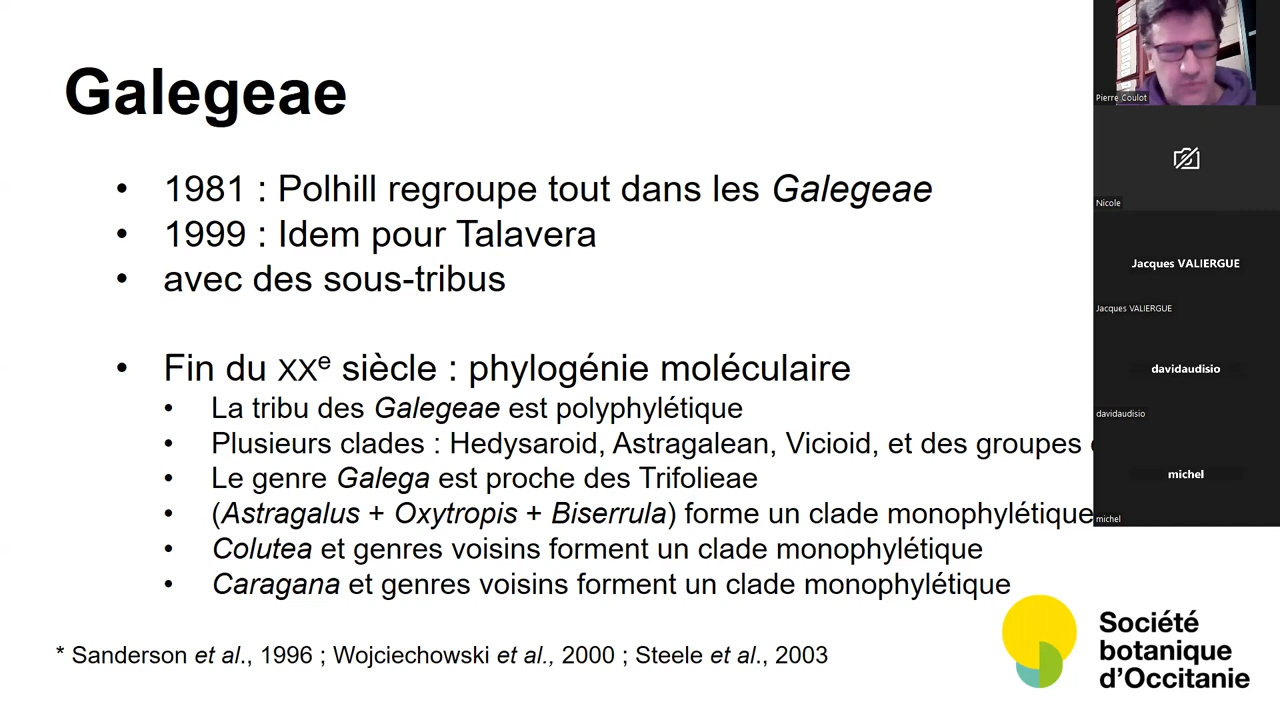 Galegeae
• 1981 : Polhill regroupe tout dans les Galegeae
• 1999 : Idem pour Talavera
• avec des sous-tribus
• Fin du XXe siècle : phylogénie moléculaire
• La tribu des Galegeae est polyphylétique
• Plusieurs clades : Hedysaroid, Astragalean, Vicioid, et des groupes
• Le genre Galega est proche des Trifolieae
• (Astragalus + Oxytropis + Biserrula) forme un clade monophylétique
• Colutea et genres voisins forment un clade monophylétique
• Caragana et genres voisins forment un clade monophylétique
* Sanderson et al., 1996 ; Wojciechowski et al., 2000 ; Steele et al., 2003
Pierre Coulot
Nicole
Jacques VALIERGUE
Jacques VALIERGUE
davidaudisio
davidaudisio
michel
michel
Société
botanique
d'Occitanie